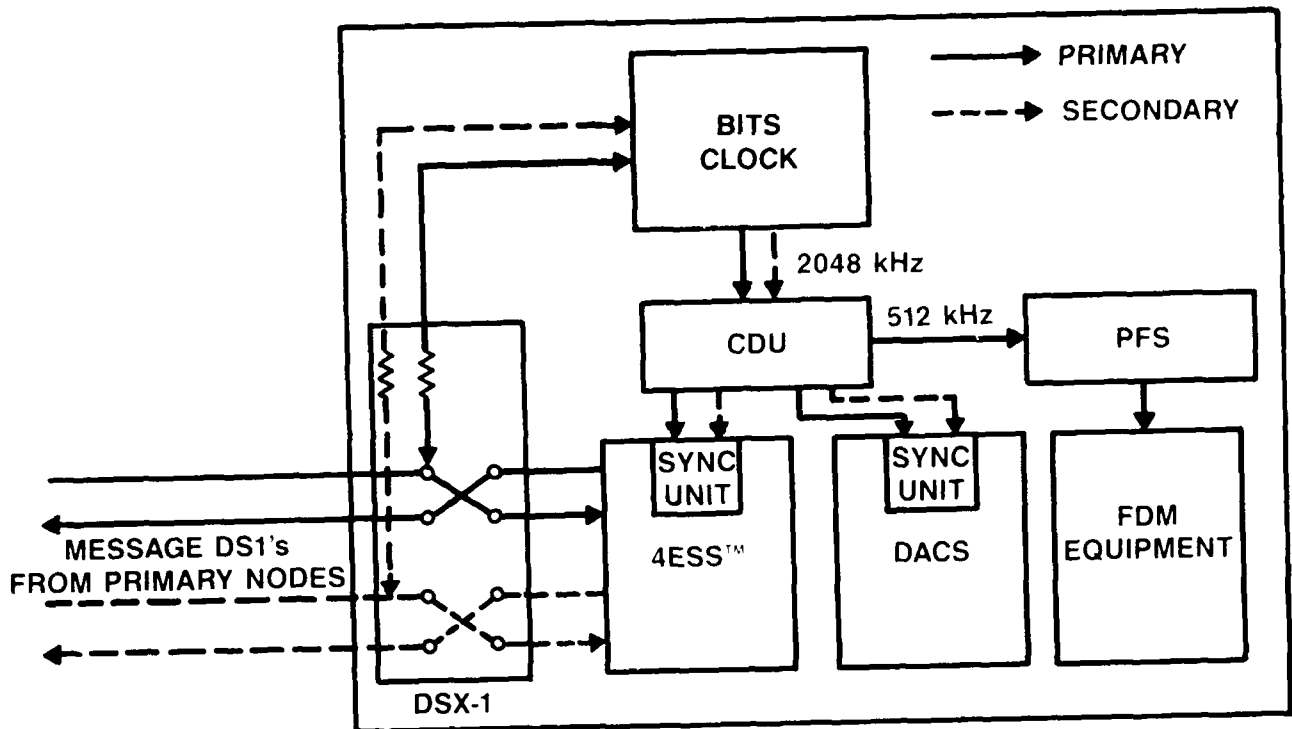 PRIMARY
SECONDARY
BITS
CLOCK
2048 kHz
CDU
512 kHz
PFS
SYNC
UNIT
4ESS™
SYNC
UNIT
DACS
FDM
EQUIPMENT
MESSAGE DS1's
FROM PRIMARY NODES
DSX-1